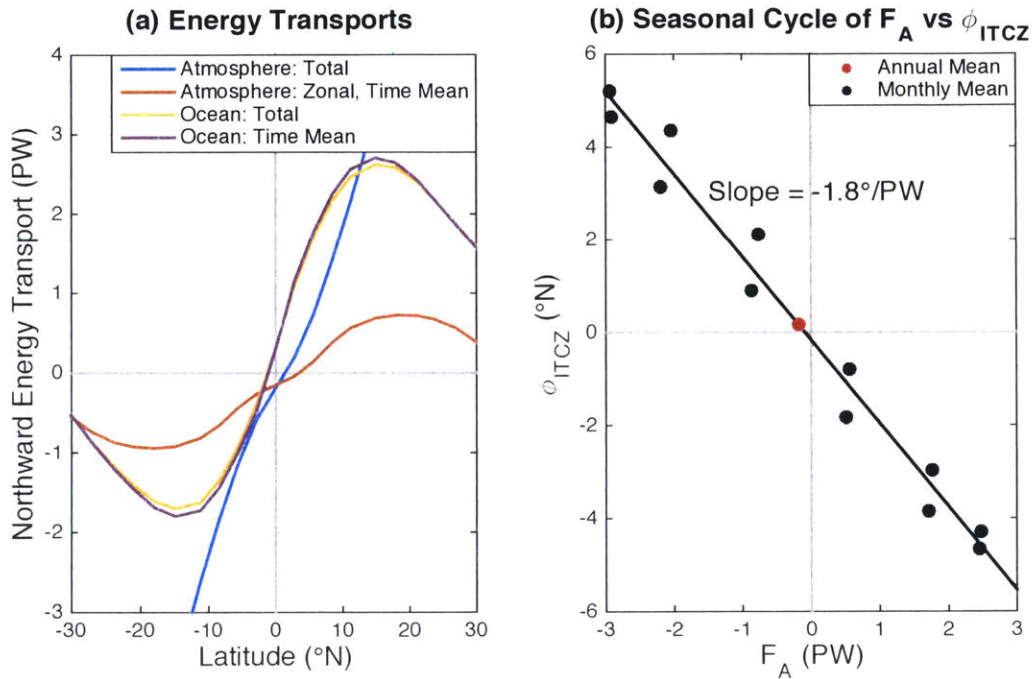 (a) Energy Transports
4
3
2
1
0
-1
-2
-3
-30
-20
-10
0
10
20
30
Northward Energy Transport (PW)
Latitude (°N)
Atmosphere: Total
Atmosphere: Zonal, Time Mean
Ocean: Total
Ocean: Time Mean
(b) Seasonal Cycle of F_A vs ϕ_ITCZ
6
4
2
0
-2
-4
-6
-3
-2
-1
0
1
2
3
ϕ_ITCZ (°N)
F_A (PW)
Annual Mean
Monthly Mean
Slope = -1.8°/PW